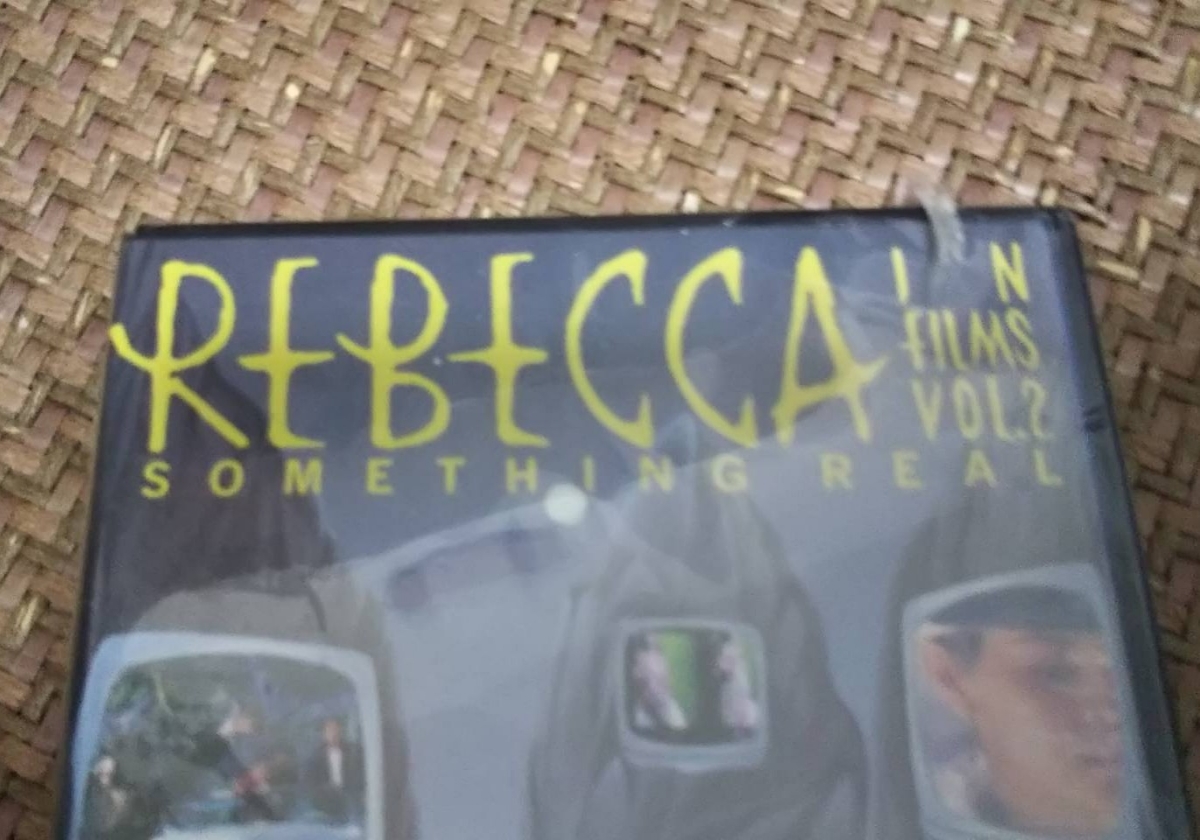 REBECCA IN
FILMS
VOL.2
SOMETHING REAL